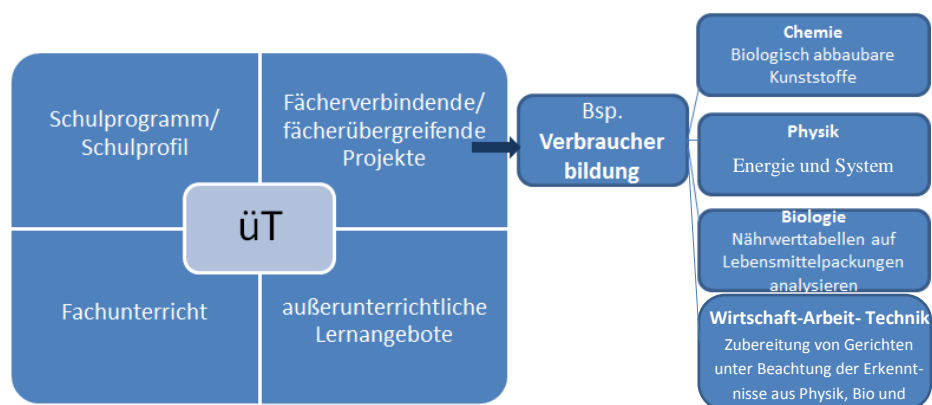 Schulprogramm/
Schulprofil
Fächerverbindende/
fächerübergreifende
Projekte
üT
Fachunterricht
außerunterrichtliche
Lernangebote
Bsp.
Verbraucher
bildung
Chemie
Biologisch abbaubare
Kunststoffe
Physik
Energie und System
Biologie
Nährwerttabellen auf
Lebensmittelpackungen
analysieren
Wirtschaft-Arbeit- Technik
Zubereitung von Gerichten
unter Beachtung der Erkennt-
nisse aus Physik, Bio und